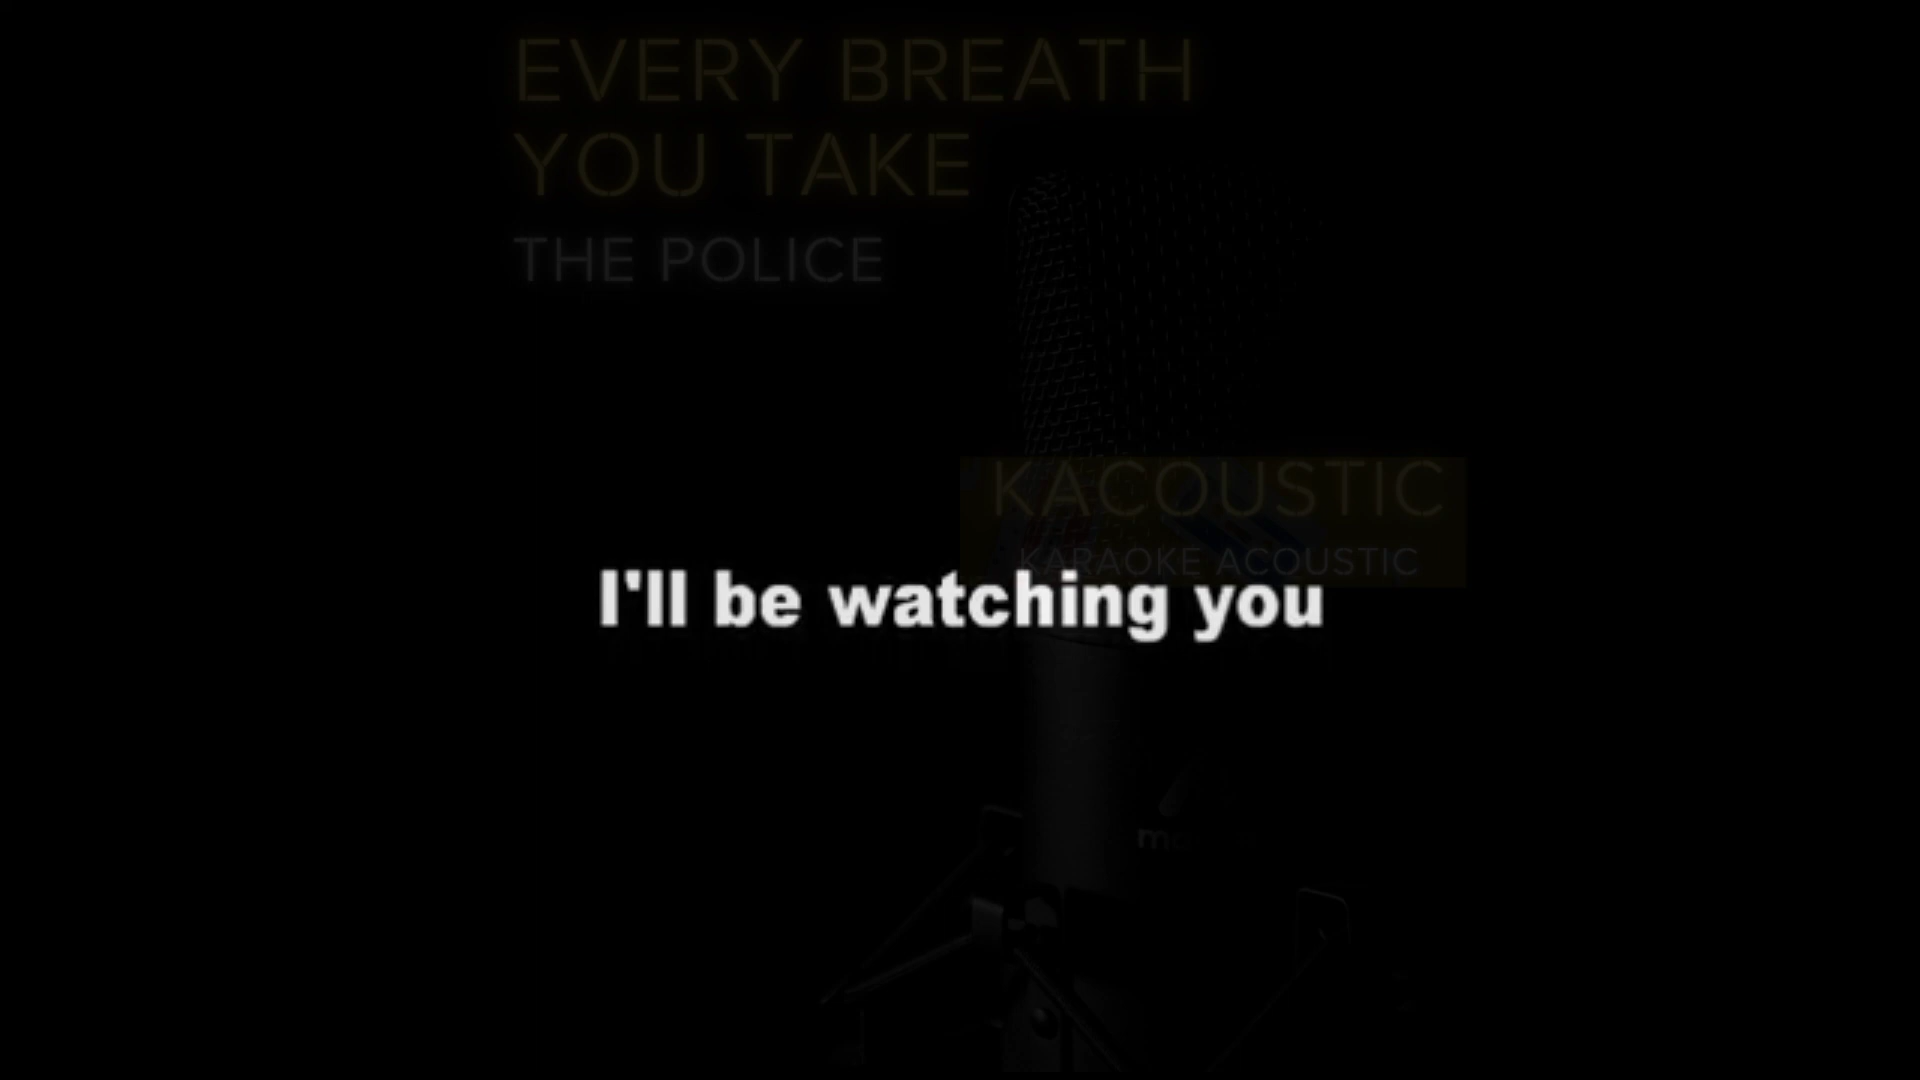 EVERY BREATH
YOU TAKE
THE POLICE
KACOUSTIC
KARAOKE ACOUSTIC
I'll be watching you